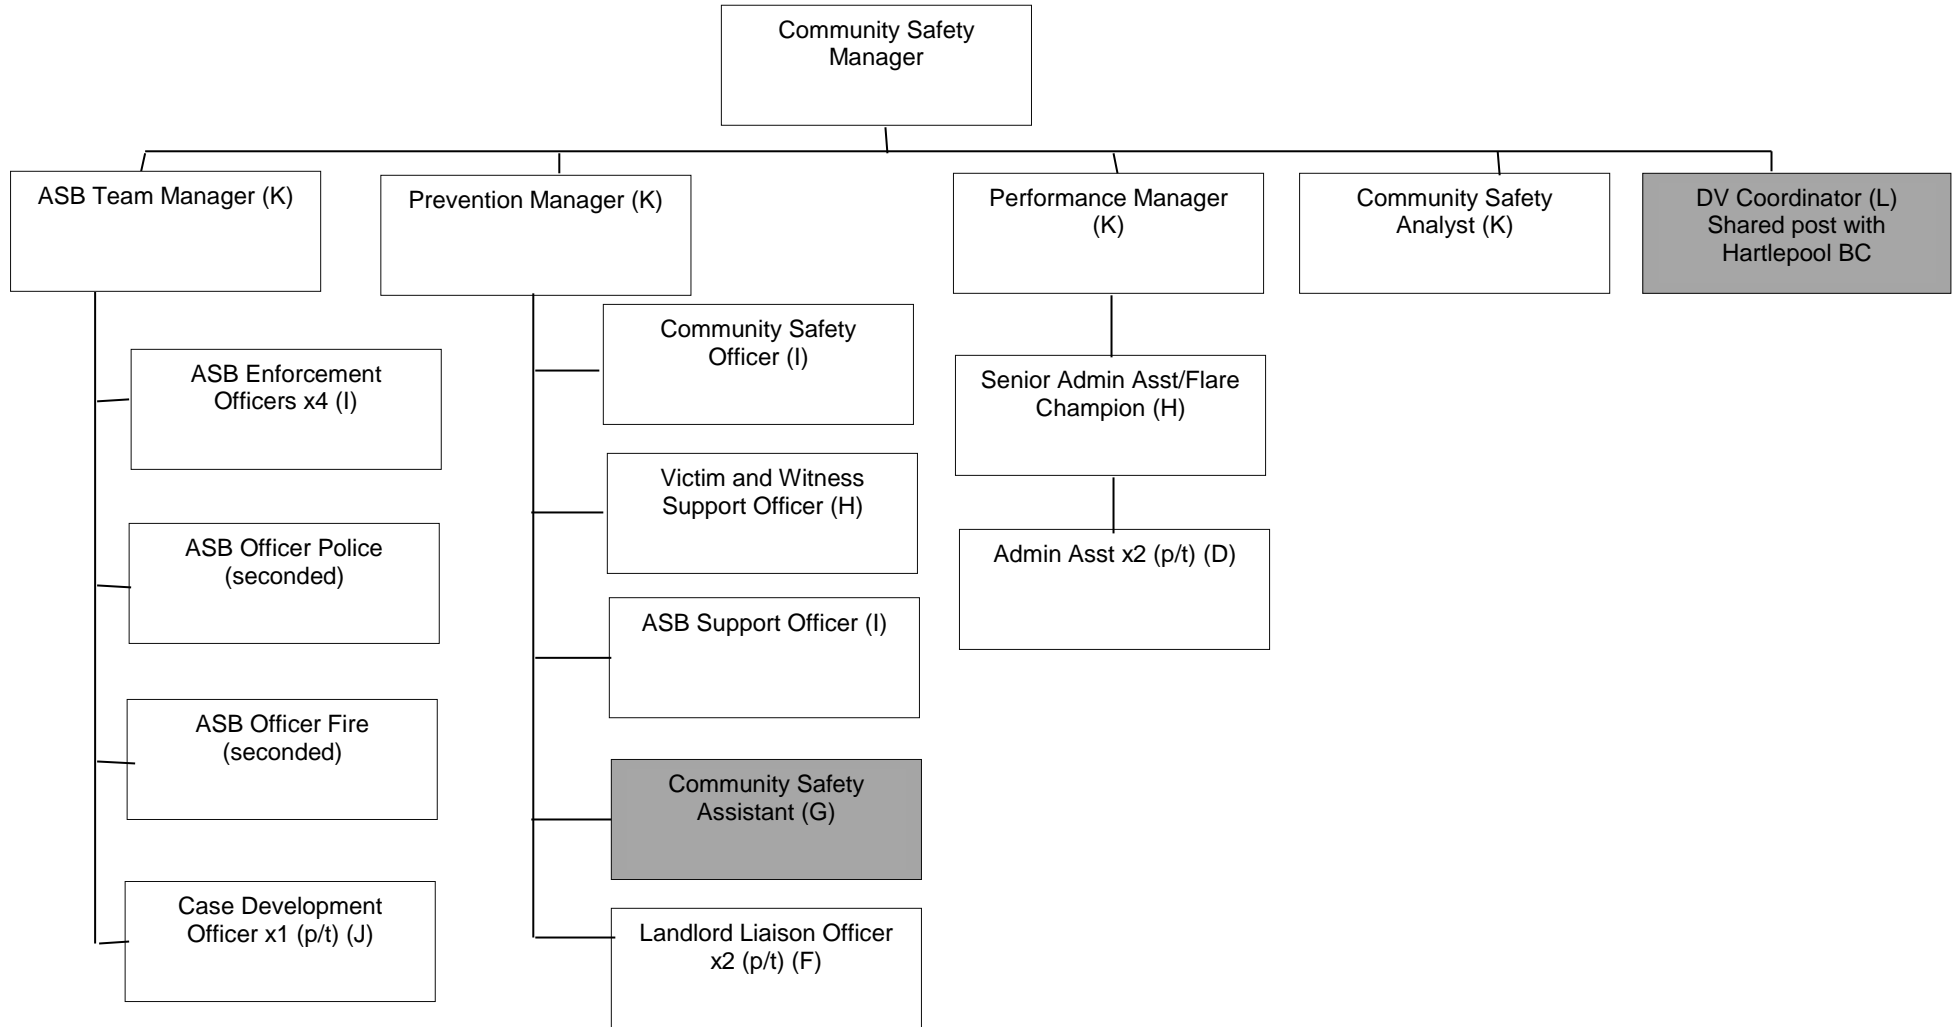 Community Safety
Manager
ASB Team Manager (K)
Prevention Manager (K)
Performance Manager
(K)
Community Safety
Analyst (K)
DV Coordinator (L)
Shared post with
Hartlepool BC
ASB Enforcement
Officers x4 (I)
ASB Officer Police
(seconded)
ASB Officer Fire
(seconded)
Case Development
Officer x1 (p/t) (J)
Community Safety
Officer (I)
Victim and Witness
Support Officer (H)
ASB Support Officer (I)
Community Safety
Assistant (G)
Landlord Liaison Officer
x2 (p/t) (F)
Senior Admin Asst/Flare
Champion (H)
Admin Asst x2 (p/t) (D)